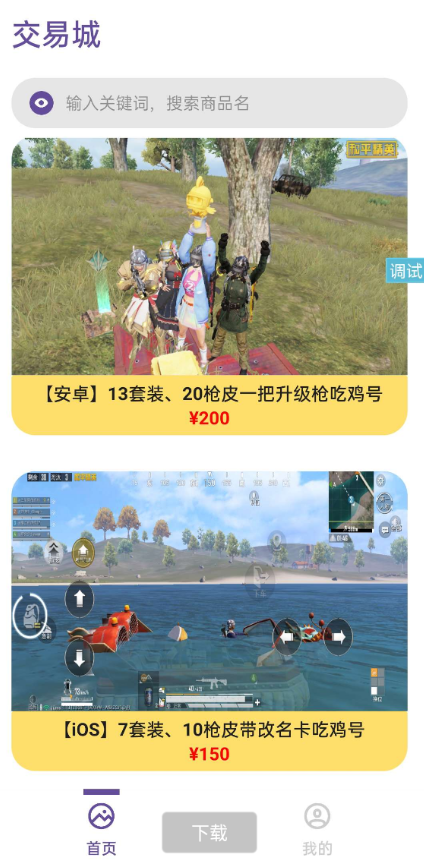 交易城
输入关键词，搜索商品名
和平精英
调试
【安卓】13套装、20枪皮一把升级枪吃鸡号
¥200
【iOS】7套装、10枪皮带改名卡吃鸡号
¥150
首页
下载
我的